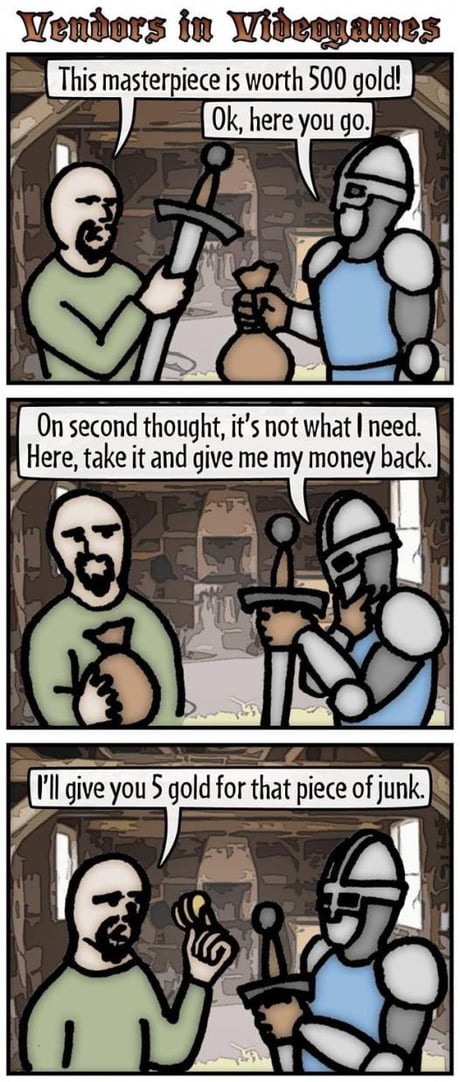 Vendors in Videogames
This masterpiece is worth 500 gold!
Ok, here you go.
On second thought, it's not what I need.
Here, take it and give me my money back.
I'll give you 5 gold for that piece of junk.